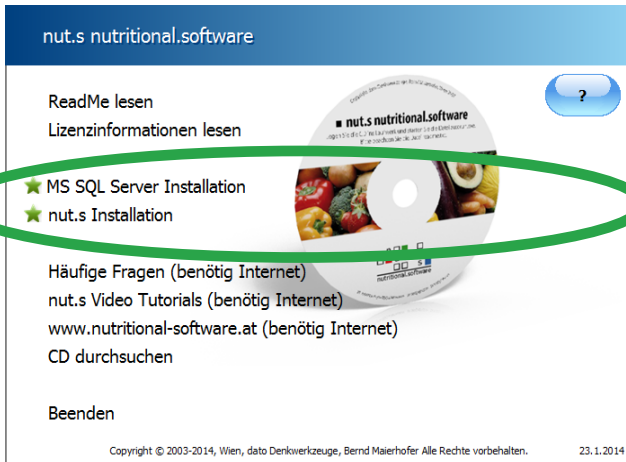 nut.s nutritional.software
?
ReadMe lesen
Lizenzinformationen lesen
nut.s nutritional.software
MS SQL Server Installation
nut.s Installation
nutritional.software
Häufige Fragen (benötig Internet)
nut.s Video Tutorials (benötig Internet)
www.nutritional-software.at (benötig Internet)
CD durchsuchen
Beenden
Copyright © 2003-2014, Wien, dato Denkwerkzeuge, Bernd Maierhofer Alle Rechte vorbehalten.
23.1.2014